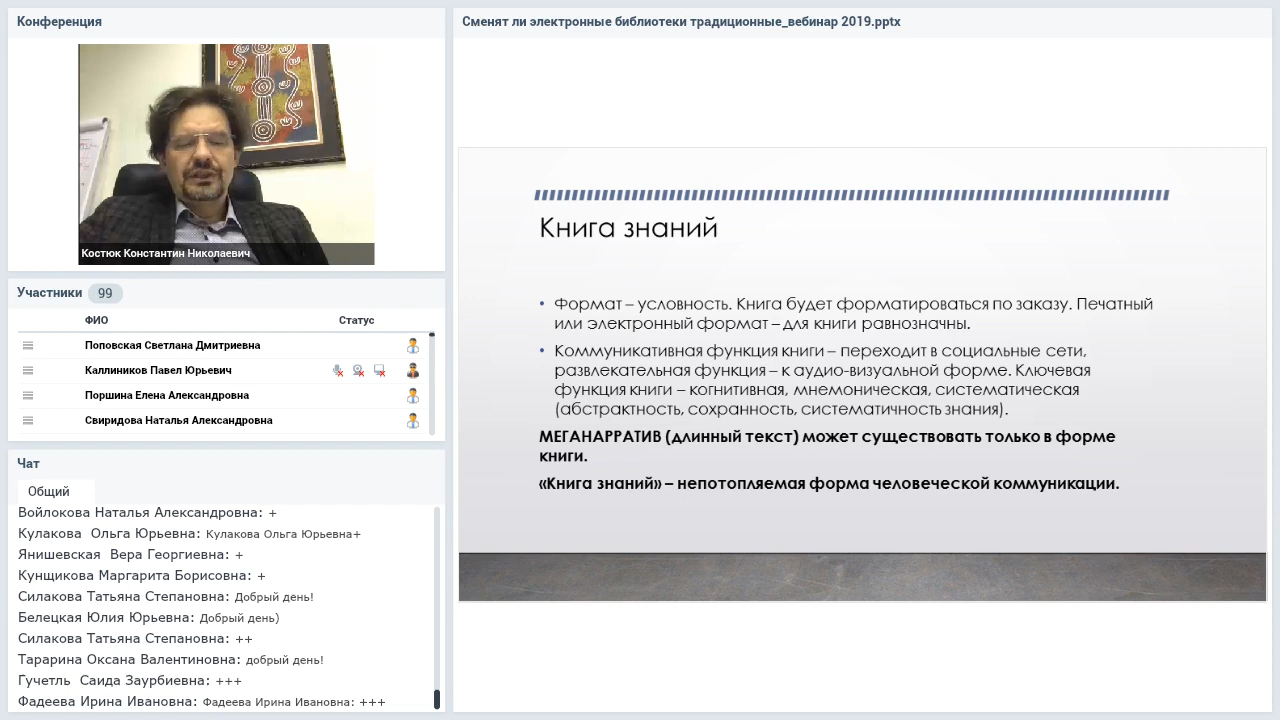 Конференция
Костюк Константин Николаевич
Участники 99
ФИО Статус
Поповская Светлана Дмитриевна
Каллиников Павел Юрьевич
Поршина Елена Александровна
Свиридова Наталья Александровна
Чат
Общий
Войлокова Наталья Александровна: +
Кулакова Ольга Юрьевна: Кулакова Ольга Юрьевна+
Янишевская Вера Георгиевна: +
Кунщикова Маргарита Борисовна: +
Силакова Татьяна Степановна: Добрый день!
Белецкая Юлия Юрьевна: Добрый день)
Силакова Татьяна Степановна: ++
Тарарина Оксана Валентиновна: добрый день!
Гучетль Саида Заурбиевна: +++
Фадеева Ирина Ивановна: Фадеева Ирина Ивановна: +++
Сменят ли электронные библиотеки традиционные_вебинар 2019.pptx
Книга знаний
• Формат – условность. Книга будет форматироваться по заказу. Печатный
или электронный формат – для книги равнозначны.
• Коммуникативная функция книги – переходит в социальные сети,
развлекательная функция – к аудио-визуальной форме. Ключевая
функция книги – когнитивная, мнемоническая, систематическая
(абстрактность, сохранность, систематичность знания).
МЕГАНАРРАТИВ (длинный текст) может существовать только в форме
книги.
«Книга знаний» – непотопляемая форма человеческой коммуникации.